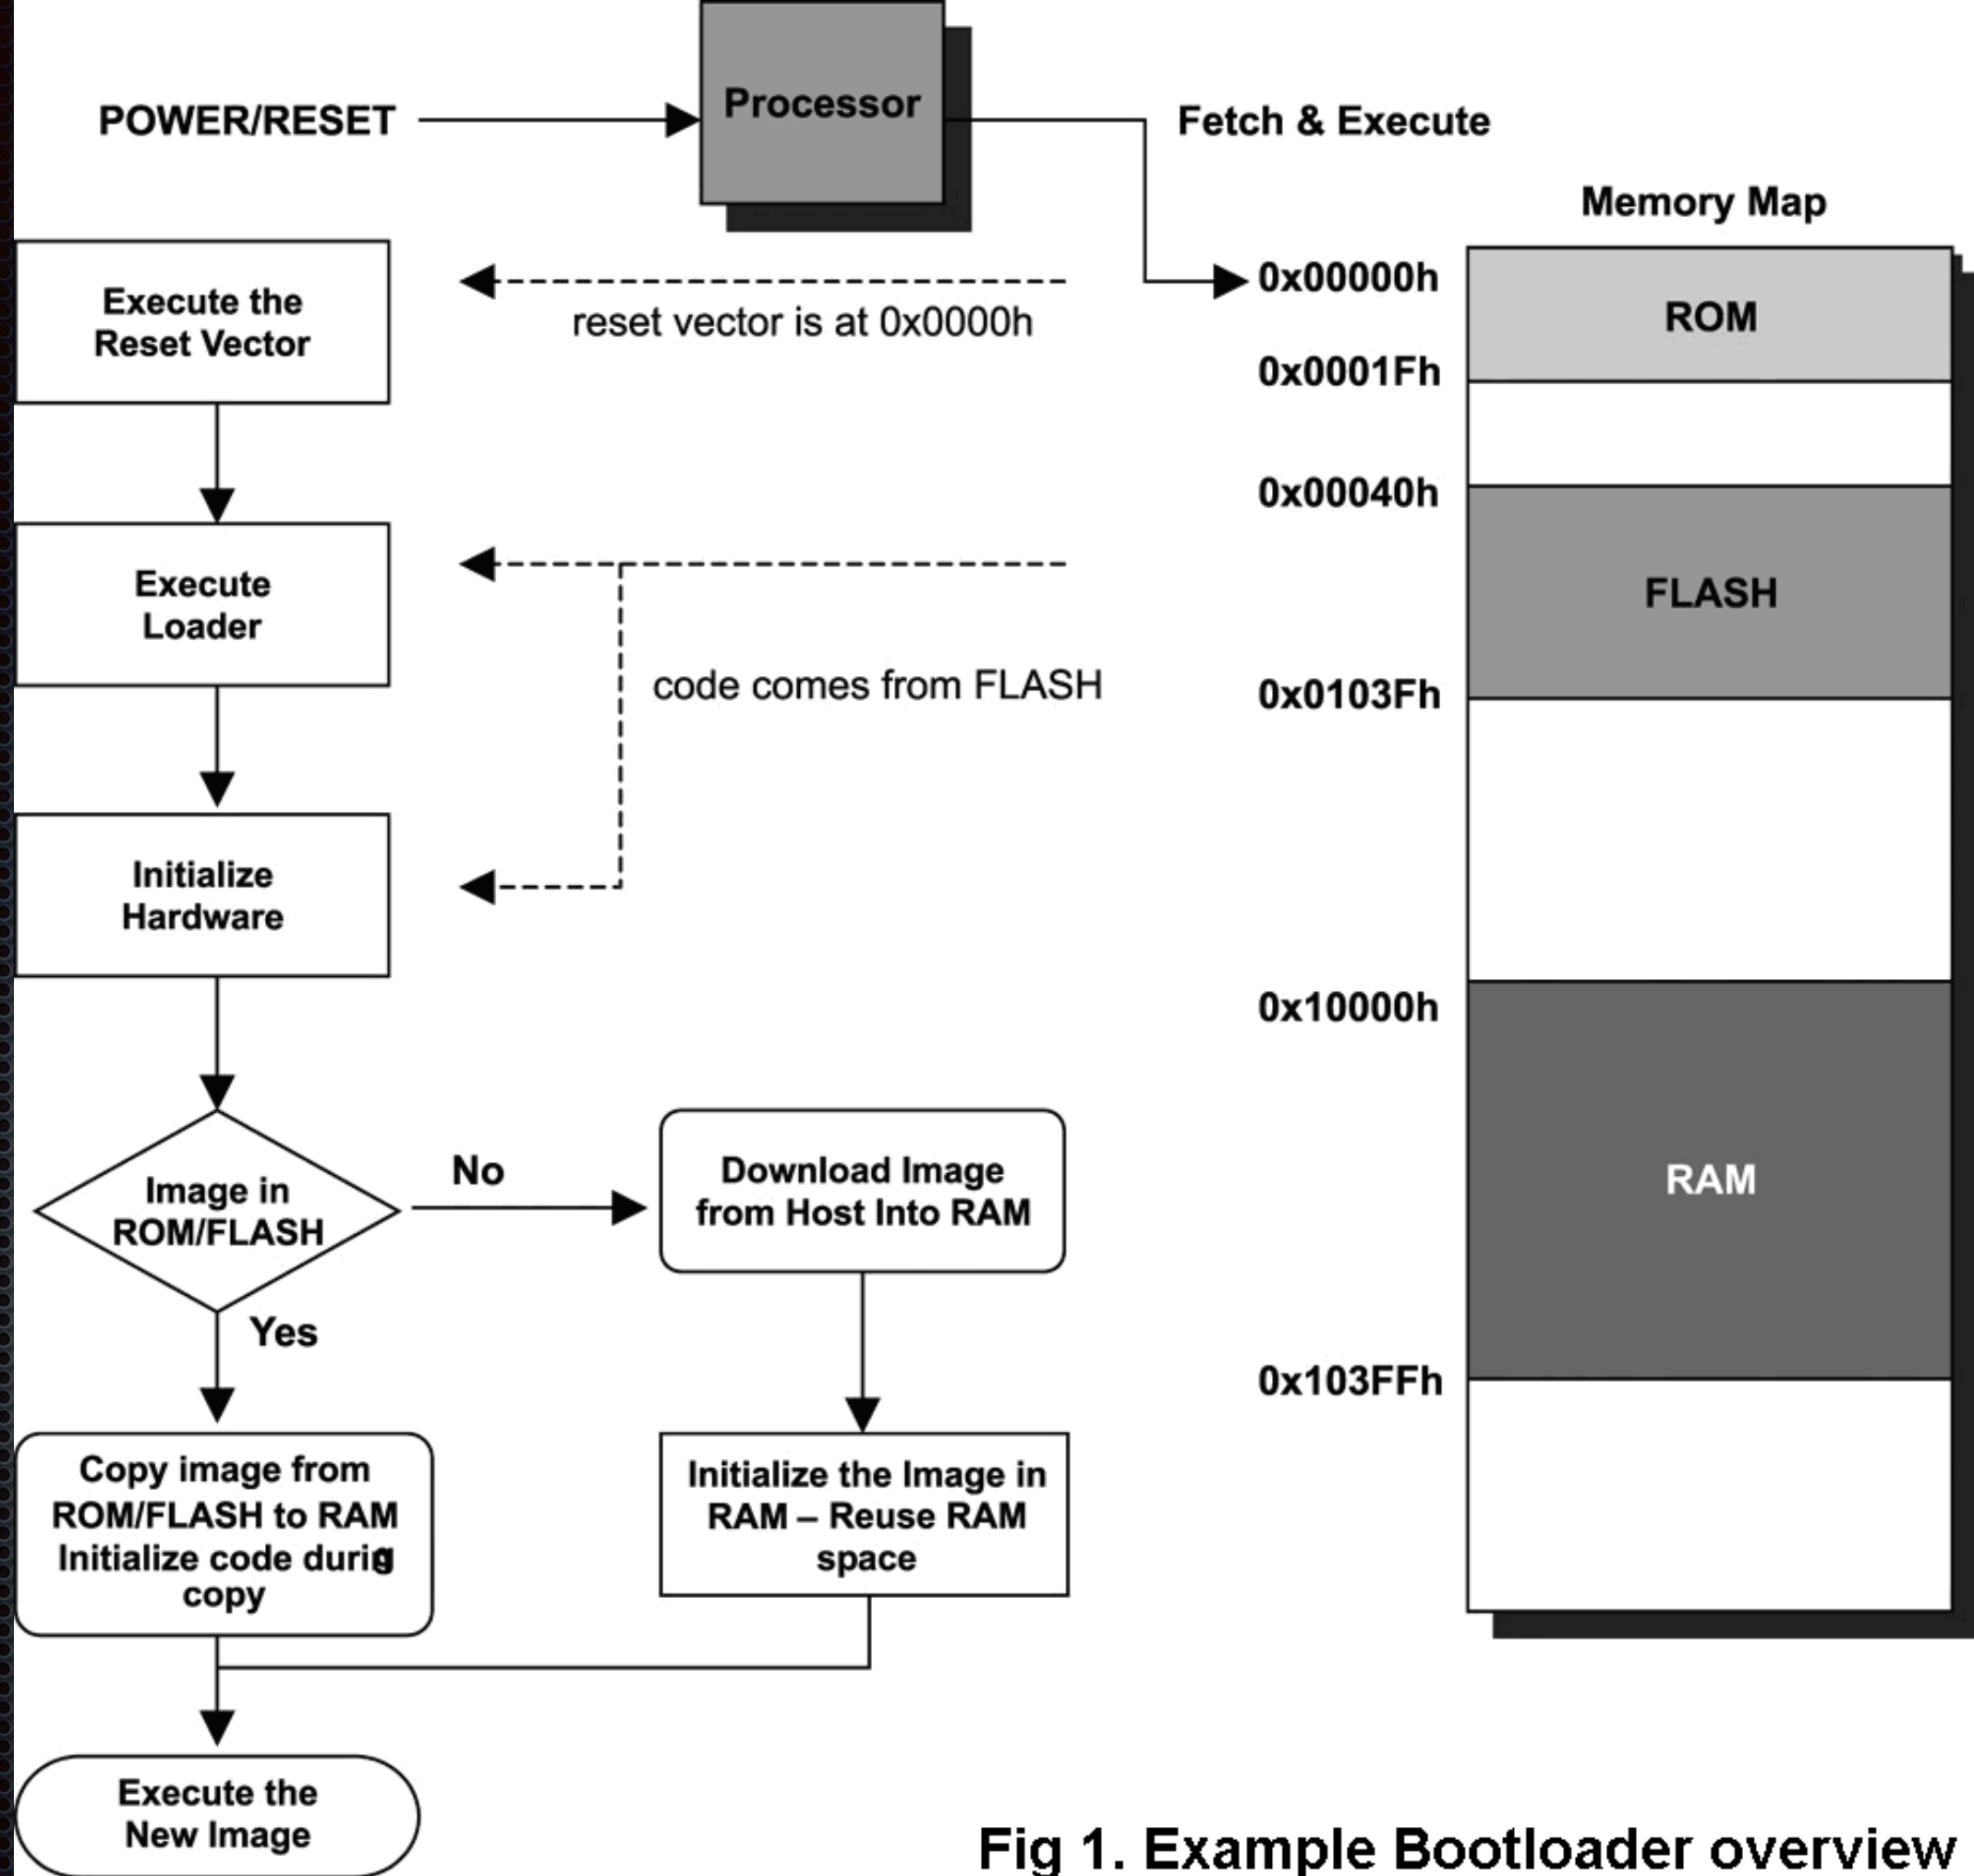 POWER/RESET
Processor
Fetch & Execute
Memory Map
Execute the
Reset Vector
reset vector is at 0x0000h
0x00000h
ROM
0x0001Fh
0x00040h
Execute
Loader
FLASH
code comes from FLASH
0x0103Fh
Initialize
Hardware
0x10000h
Image in
ROM/FLASH
No
Download Image
from Host Into RAM
RAM
Yes
0x103FFh
Copy image from
ROM/FLASH to RAM
Initialize code durig
copy
Initialize the Image in
RAM – Reuse RAM
space
Execute the
New Image
Fig 1. Example Bootloader overview